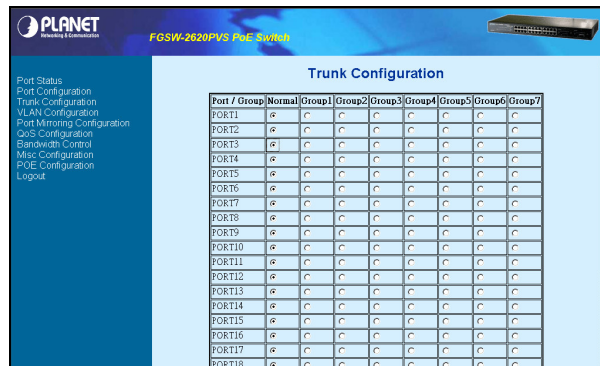 PLANET
Networking & Communication
FGSW-2620PVS PoE Switch
Port Status
Port Configuration
Trunk Configuration
VLAN Configuration
Port Mirroring Configuration
QoS Configuration
Bandwidth Control
Misc Configuration
POE Configuration
Logout
Trunk Configuration
Port / Group Normal Group1 Group2 Group3 Group4 Group5 Group6 Group7
PORT1
PORT2
PORT3
PORT4
PORT5
PORT6
PORT7
PORT8
PORT9
PORT10
PORT11
PORT12
PORT13
PORT14
PORT15
PORT16
PORT17
PORT18